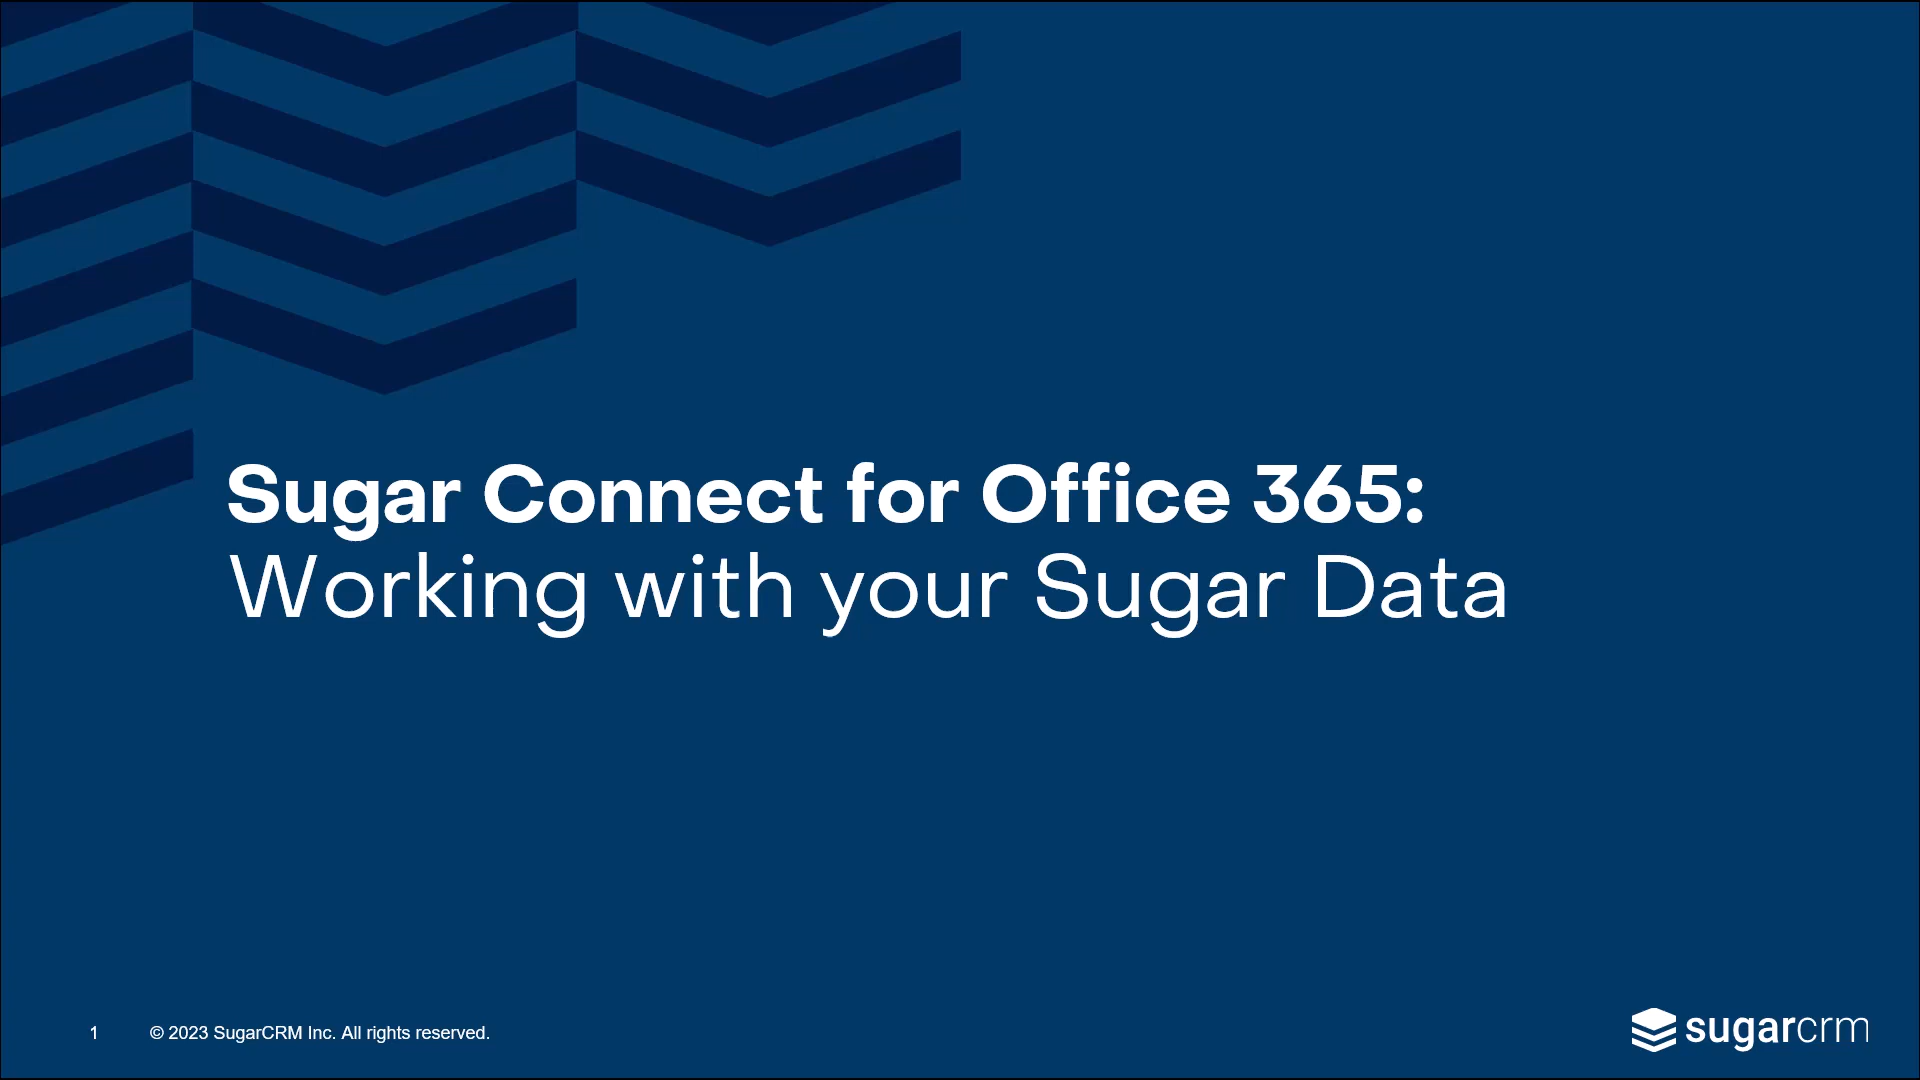 Sugar Connect for Office 365:
Working with your Sugar Data
1
© 2023 SugarCRM Inc. All rights reserved.
sugarcrm